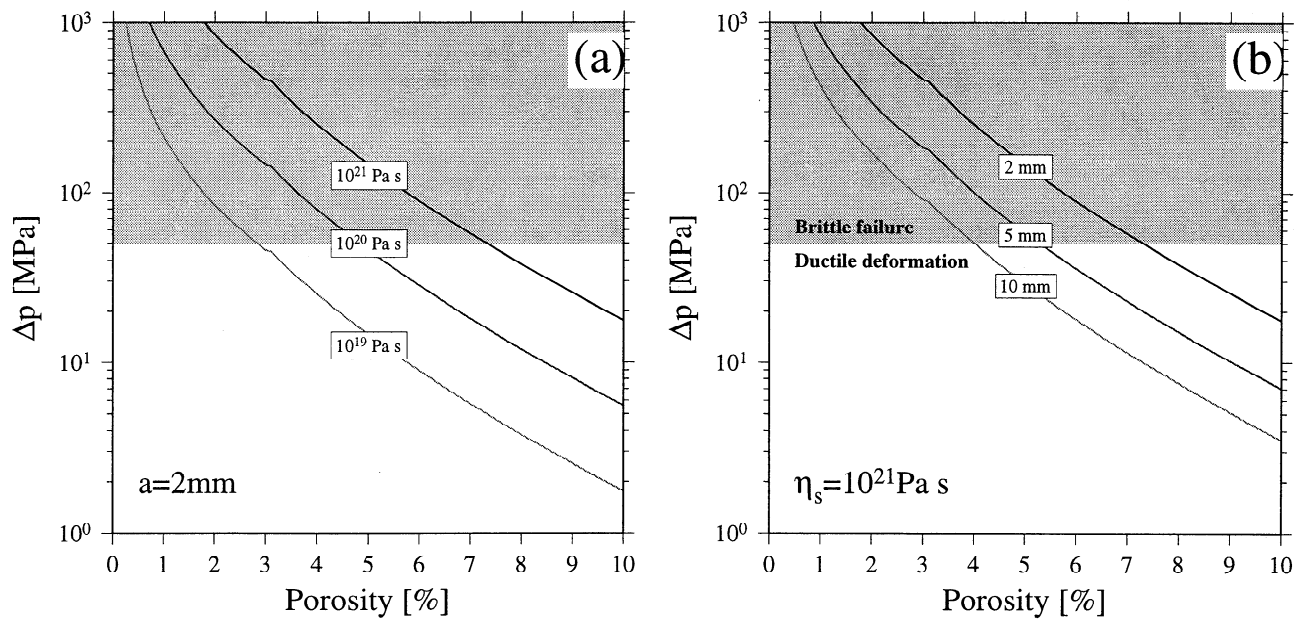 (a)
10³
10²
10¹
10⁰
Δp [MPa]
10²¹ Pa s
10²⁰ Pa s
10¹⁹ Pa s
a=2mm
0 1 2 3 4 5 6 7 8 9 10
Porosity [%]
(b)
10³
10²
10¹
10⁰
Δp [MPa]
2 mm
Brittle failure
5 mm
Ductile deformation
10 mm
ηₛ=10²¹Pa s
0 1 2 3 4 5 6 7 8 9 10
Porosity [%]